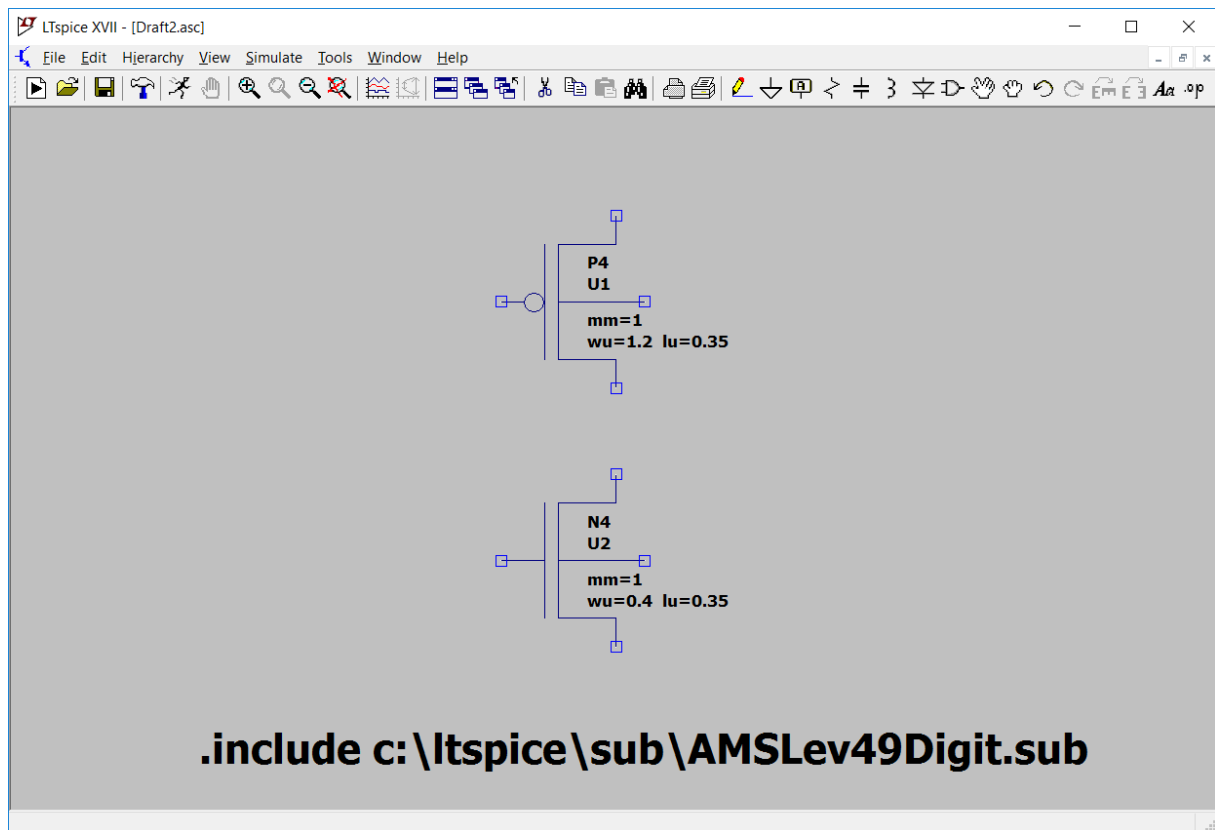 LTspice XVII - [Draft2.asc]
File Edit Hierarchy View Simulate Tools Window Help
Aa .op
P4
U1
mm=1
wu=1.2 lu=0.35
N4
U2
mm=1
wu=0.4 lu=0.35
.include c:\ltspice\sub\AMSLev49Digit.sub